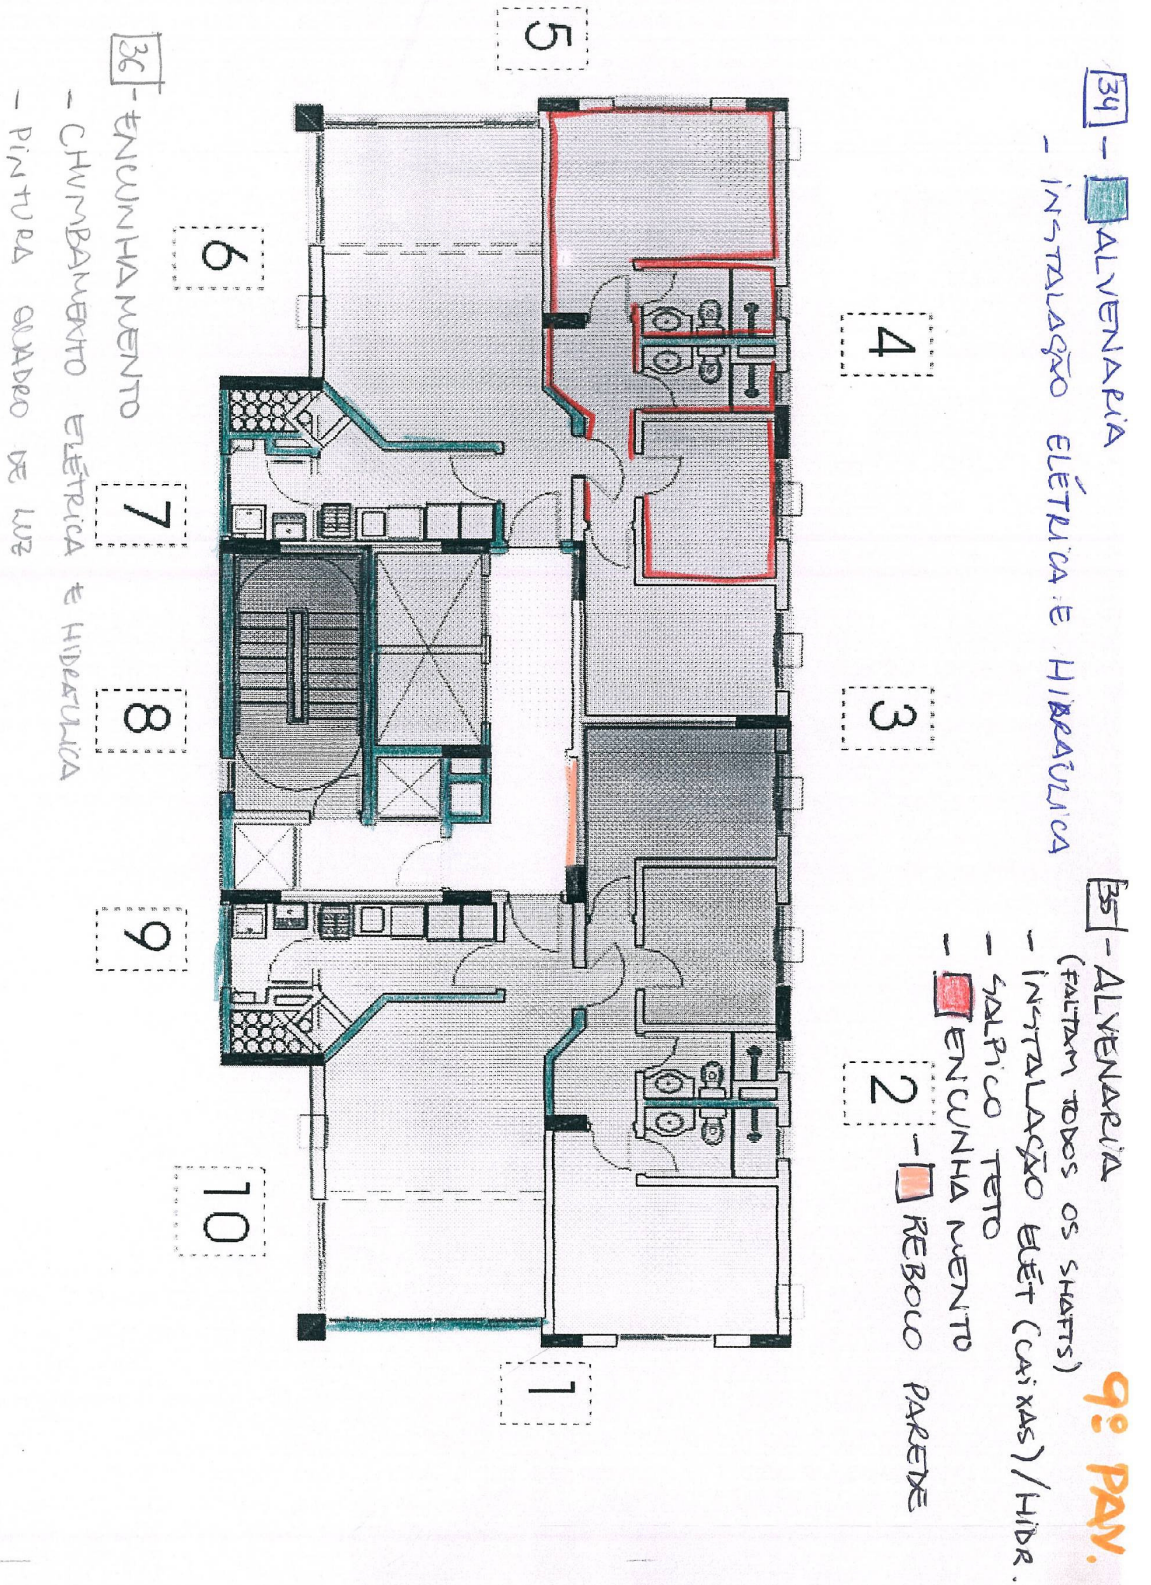 9º PAV.
34 - ALVENARIA
- INSTALAÇÃO ELÉTRICA E HIDRAÚLICA
35 - ALVENARIA
(FALTAM TODOS OS SHAFTS)
- INSTALAÇÃO ELÉT (CAIXAS) / HIDR.
- SALPICO TETO
- ENCUNHAMENTO
- REBOCO PAREDE
36 - ENCUNHAMENTO
- CHUMBAMENTO ELÉTRICA E HIDRAULICA
- PINTURA QUADRO DE LUZ
5
4
3
2
1
6
7
8
9
10